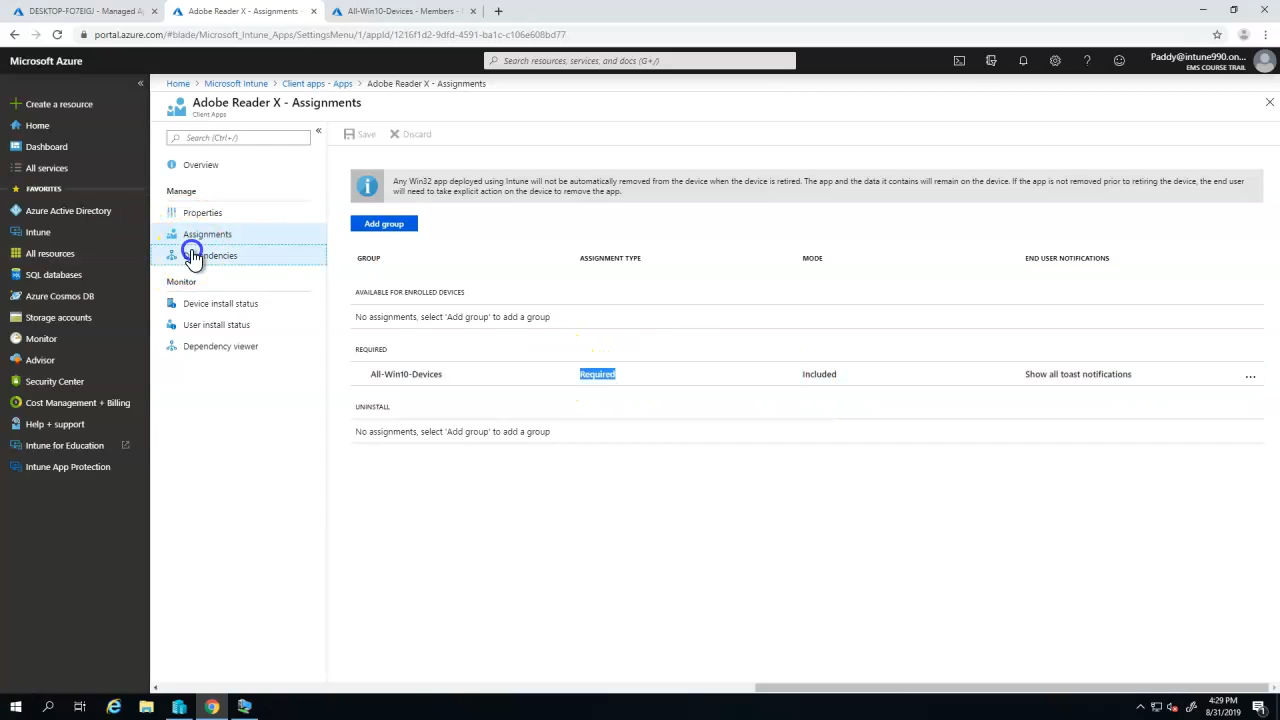 DESKTOP-FO7EIGJ - Managed A
Adobe Reader X - Assignments
All-Win10-Devices - Members -
portal.azure.com/#blade/Microsoft_Intune_Apps/SettingsMenu/1/appId/1216f1d2-9dfd-4591-ba1c-c106e608bd77
Microsoft Azure
Search resources, services, and docs (G+/)
Paddy@intune990.on...
EMS COURSE TRAIL
Home > Microsoft Intune > Client apps - Apps > Adobe Reader X - Assignments
Adobe Reader X - Assignments
Client Apps
Create a resource
Home
Dashboard
All services
FAVORITES
Azure Active Directory
Intune
All resources
SQL databases
Azure Cosmos DB
Storage accounts
Monitor
Advisor
Security Center
Cost Management + Billing
Help + support
Intune for Education
Intune App Protection
Search (Ctrl+/)
Overview
Manage
Properties
Assignments
ndencies
Monitor
Device install status
User install status
Dependency viewer
Save
Discard
Any Win32 app deployed using Intune will not be automatically removed from the device when the device is retired. The app and the data it contains will remain on the device. If the app is not removed prior to retiring the device, the end user
will need to take explicit action on the device to remove the app.
Add group
GROUP ASSIGNMENT TYPE MODE END USER NOTIFICATIONS
AVAILABLE FOR ENROLLED DEVICES
No assignments, select 'Add group' to add a group
REQUIRED
All-Win10-Devices Required Included Show all toast notifications ...
UNINSTALL
No assignments, select 'Add group' to add a group
4:29 PM
8/31/2019